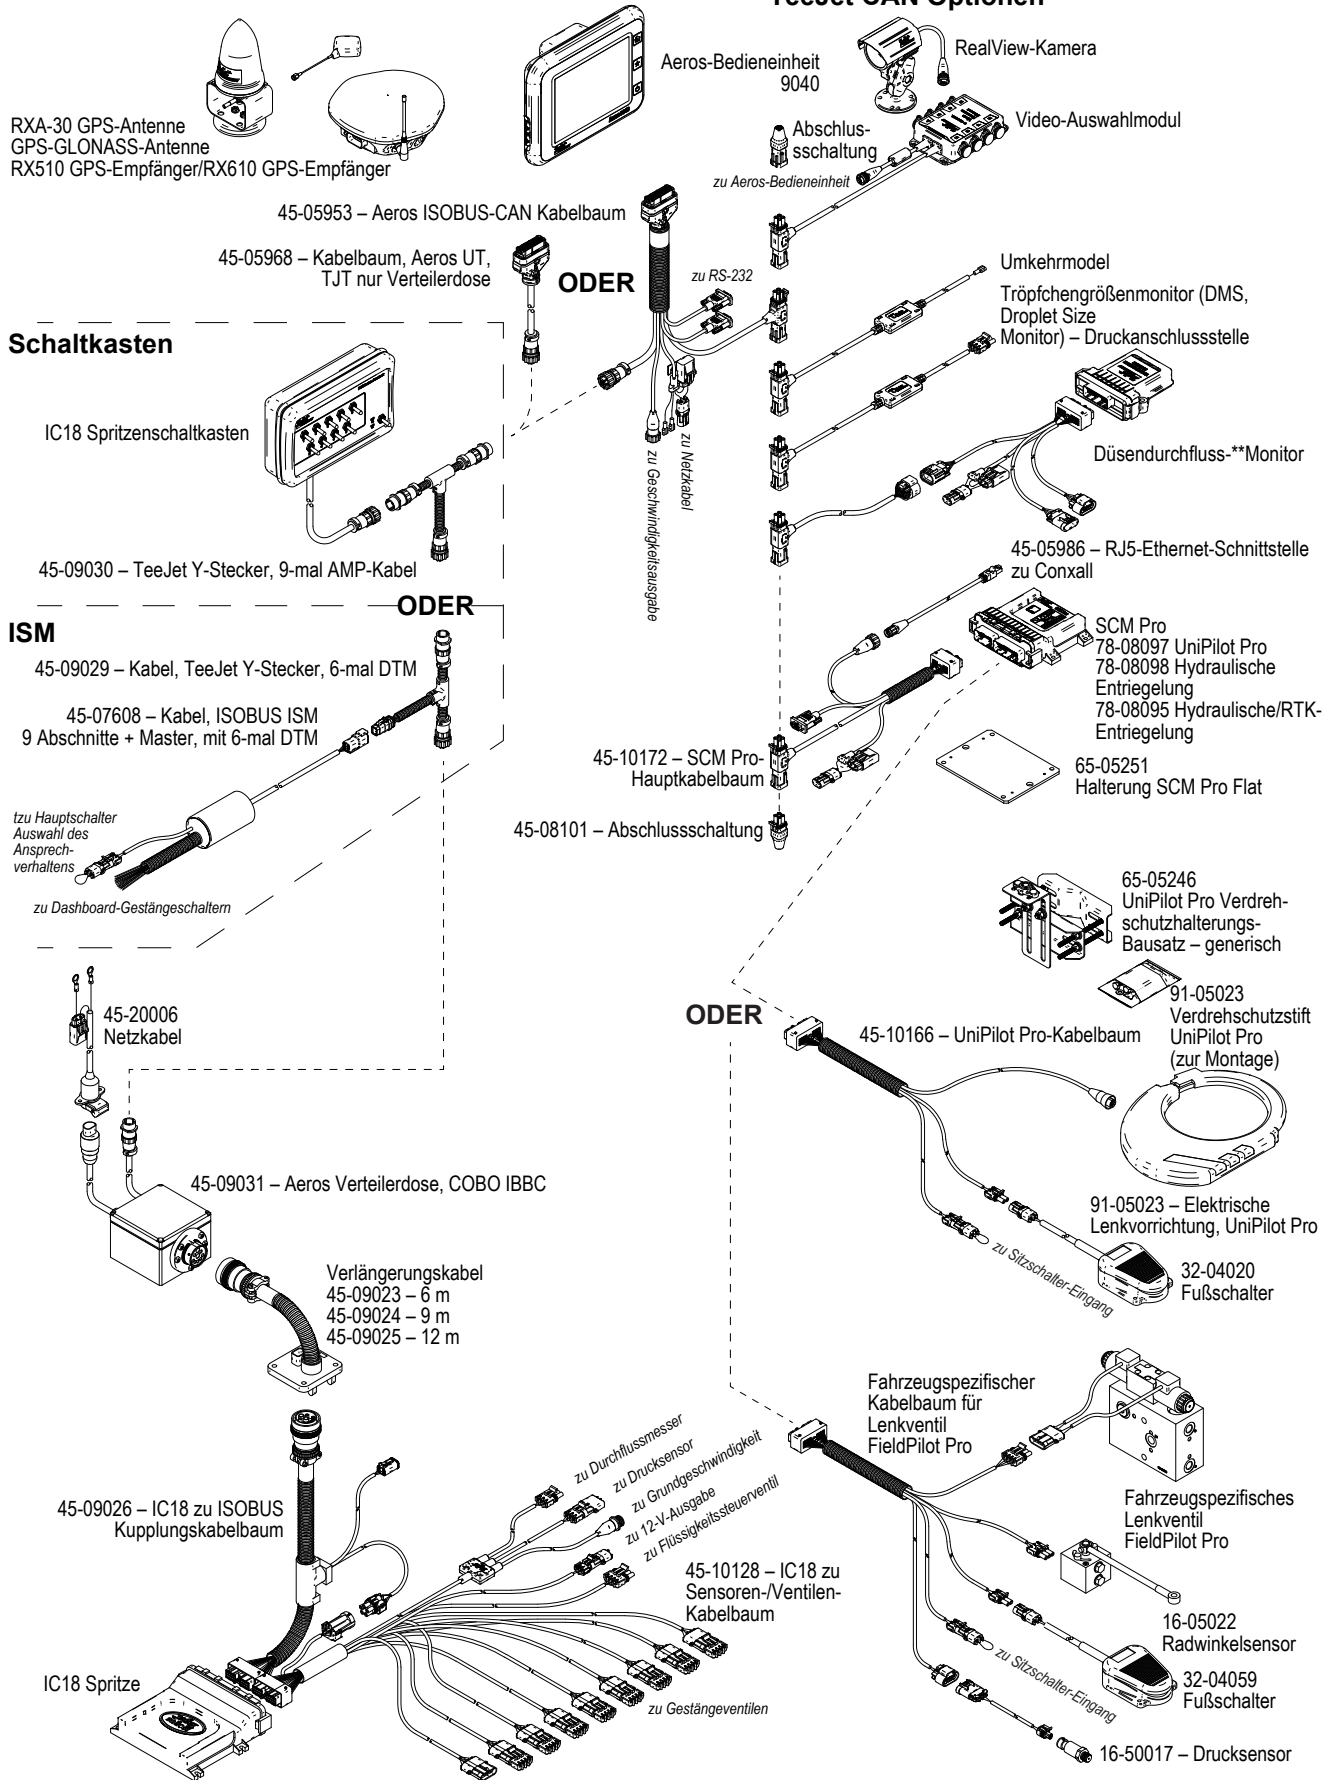 TeeJet CAN Optionen
RealView-Kamera
Aeros-Bedieneinheit
9040
Video-Auswahlmodul
Abschlus-
sschaltung
zu Aeros-Bedieneinheit
RXA-30 GPS-Antenne
GPS-GLONASS-Antenne
RX510 GPS-Empfänger/RX610 GPS-Empfänger
45-05953 – Aeros ISOBUS-CAN Kabelbaum
45-05968 – Kabelbaum, Aeros UT,
TJT nur Verteilerdose
ODER
zu RS-232
Umkehrmodel
Tröpfchengrößenmonitor (DMS,
Droplet Size
Monitor) – Druckanschlussstelle
Schaltkasten
IC18 Spritzenschaltkasten
zu Netzkabel
zu Geschwindigkeitsausgabe
Düsendurchfluss-**Monitor
45-09030 – TeeJet Y-Stecker, 9-mal AMP-Kabel
45-05986 – RJ5-Ethernet-Schnittstelle
zu Conxall
ODER
ISM
45-09029 – Kabel, TeeJet Y-Stecker, 6-mal DTM
45-07608 – Kabel, ISOBUS ISM
9 Abschnitte + Master, mit 6-mal DTM
SCM Pro
78-08097 UniPilot Pro
78-08098 Hydraulische
Entriegelung
78-08095 Hydraulische/RTK-
Entriegelung
45-10172 – SCM Pro-
Hauptkabelbaum
65-05251
Halterung SCM Pro Flat
45-08101 – Abschlussschaltung
tzu Hauptschalter
Auswahl des
Ansprech-
verhaltens
zu Dashboard-Gestängeschaltern
65-05246
UniPilot Pro Verdreh-
schutzhalterungs-
Bausatz – generisch
91-05023
Verdrehschutzstift
UniPilot Pro
(zur Montage)
45-20006
Netzkabel
ODER
45-10166 – UniPilot Pro-Kabelbaum
45-09031 – Aeros Verteilerdose, COBO IBBC
91-05023 – Elektrische
Lenkvorrichtung, UniPilot Pro
zu Sitzschalter-Eingang
32-04020
Fußschalter
Verlängerungskabel
45-09023 – 6 m
45-09024 – 9 m
45-09025 – 12 m
Fahrzeugspezifischer
Kabelbaum für
Lenkventil
FieldPilot Pro
zu Durchflussmesser
zu Drucksensor
zu Grundgeschwindigkeit
zu 12-V-Ausgabe
zu Flüssigkeitssteuerventil
45-09026 – IC18 zu ISOBUS
Kupplungskabelbaum
Fahrzeugspezifisches
Lenkventil
FieldPilot Pro
45-10128 – IC18 zu
Sensoren-/Ventilen-
Kabelbaum
16-05022
Radwinkelsensor
zu Sitzschalter-Eingang
32-04059
Fußschalter
IC18 Spritze
zu Gestängeventilen
16-50017 – Drucksensor